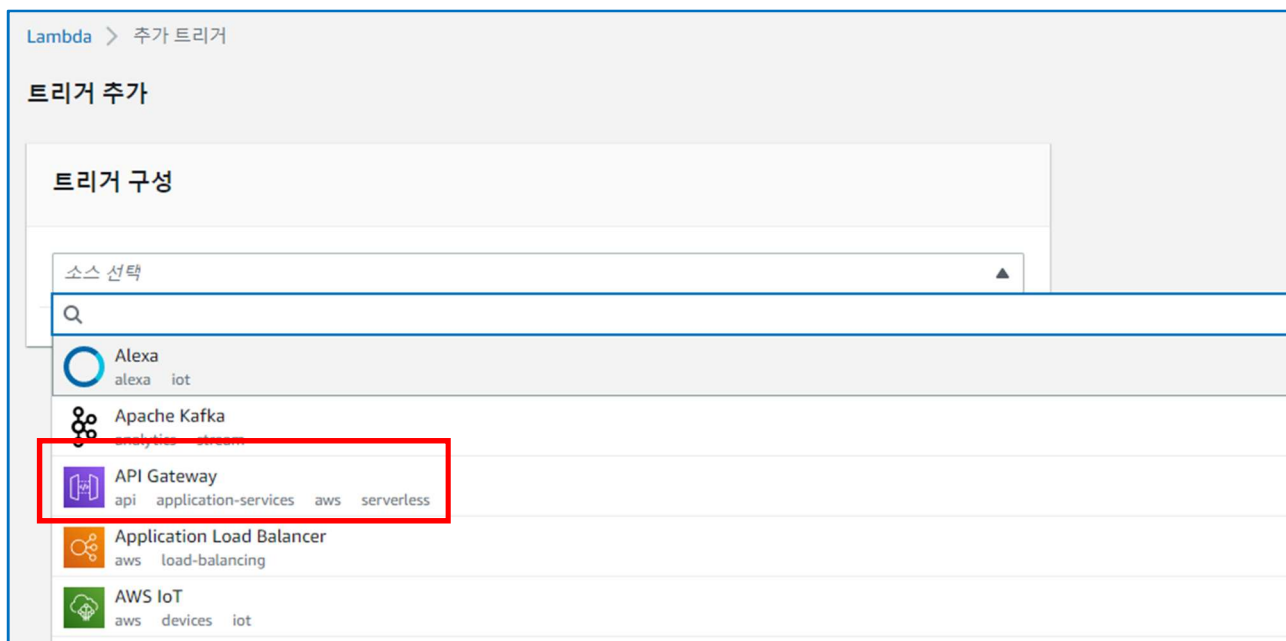 Lambda > 추가 트리거
트리거 추가
트리거 구성
소스 선택
Alexa
alexa iot
Apache Kafka
analytics stream
API Gateway
api application-services aws serverless
Application Load Balancer
aws load-balancing
AWS IoT
aws devices iot